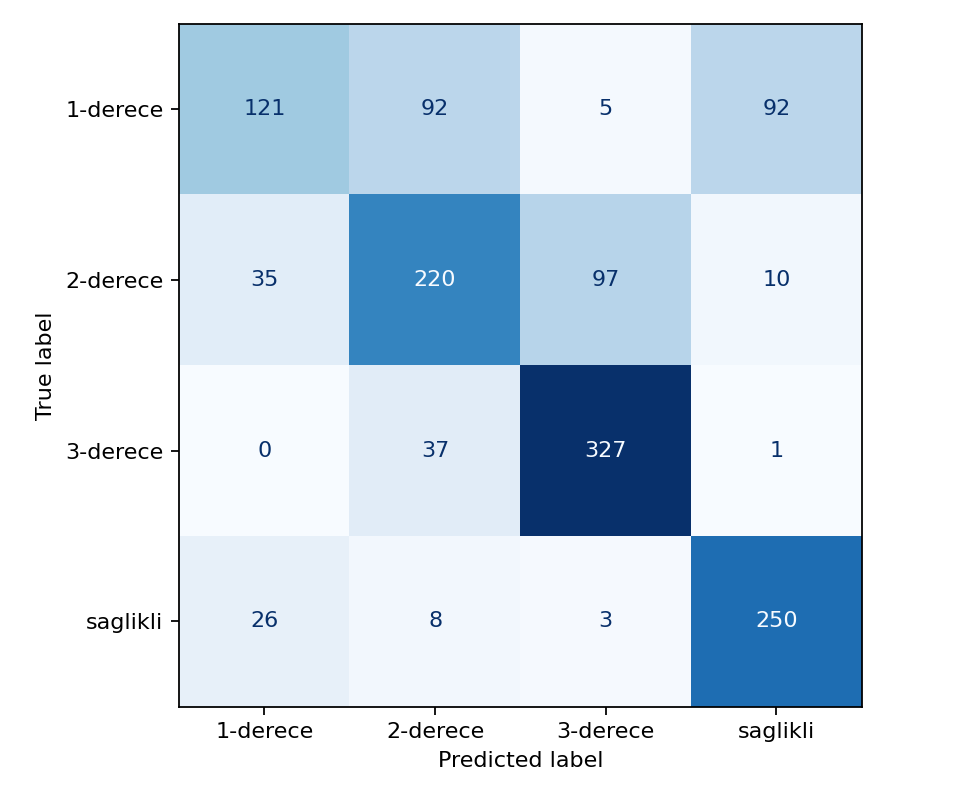 1-derece 121 92 5 92
2-derece 35 220 97 10
3-derece 0 37 327 1
saglikli 26 8 3 250
1-derece 2-derece 3-derece saglikli
Predicted label
True label